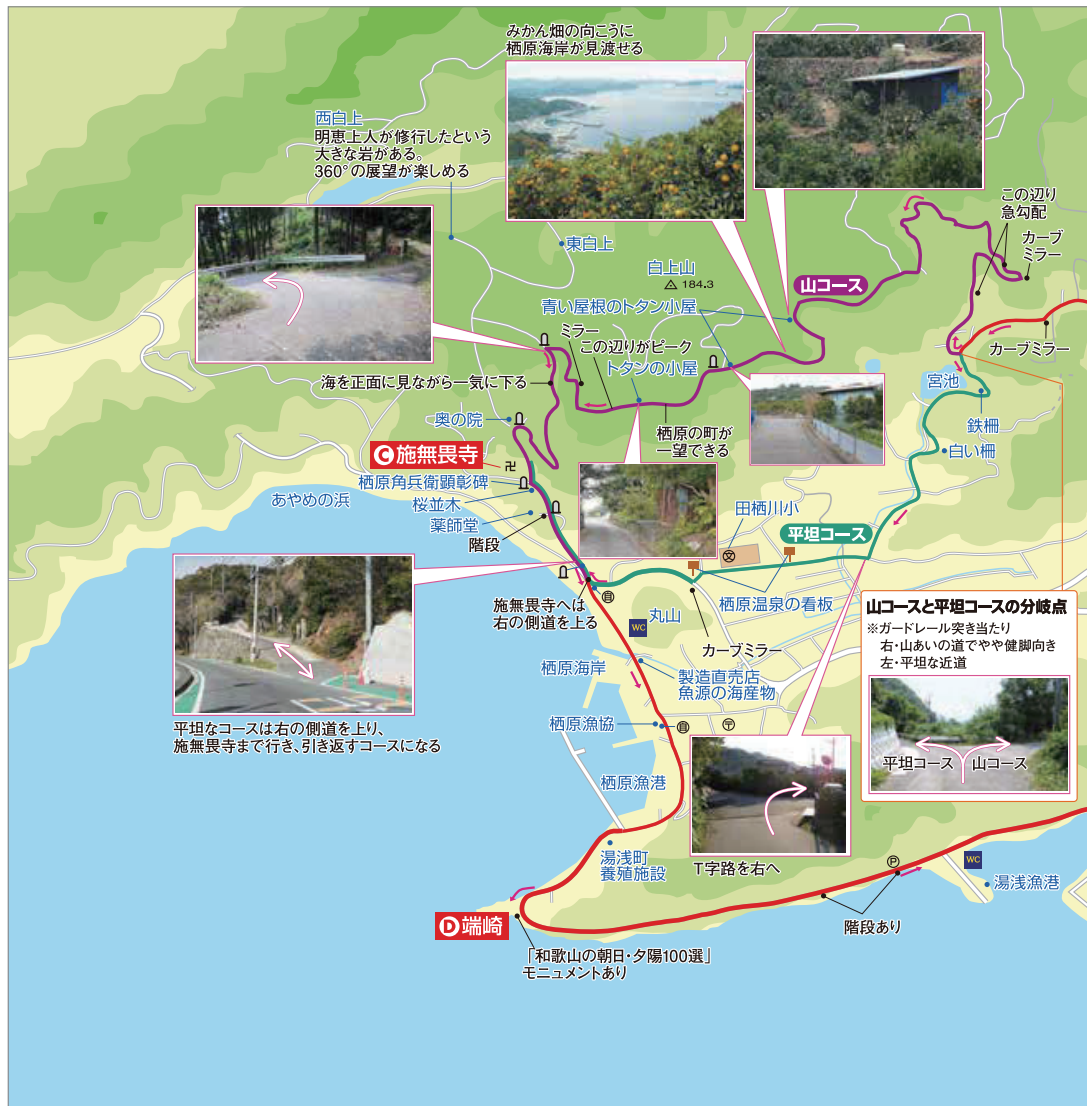 みかん畑の向こうに
栖原海岸が見渡せる
西白上
明恵上人が修行したという
大きな岩がある。
360°の展望が楽しめる
この辺り
急勾配
カーブ
ミラー
東白上
白上山
184.3
山コース
青い屋根のトタン小屋
ミラー
この辺りがピーク
トタンの小屋
カーブミラー
海を正面に見ながら一気に下る
宮池
鉄柵
奥の院
栖原の町が
一望できる
白い柵
C施無畏寺
卍
栖原角兵衛顕彰碑
あやめの浜
桜並木
薬師堂
階段
田栖川小
文
平坦コース
施無畏寺へは
右の側道を上る
栖原温泉の看板
丸山
WC
カーブミラー
山コースと平坦コースの分岐点
※ガードレール突き当たり
右・山あいの道でやや健脚向き
左・平坦な近道
平坦コース
山コース
栖原海岸
製造直売店
魚源の海産物
平坦なコースは右の側道を上り、
施無畏寺まで行き、引き返すコースになる
栖原漁協
〒
栖原漁港
T字路を右へ
湯浅町
養殖施設
P
WC
湯浅漁港
階段あり
D端崎
「和歌山の朝日・夕陽100選」
モニュメントあり